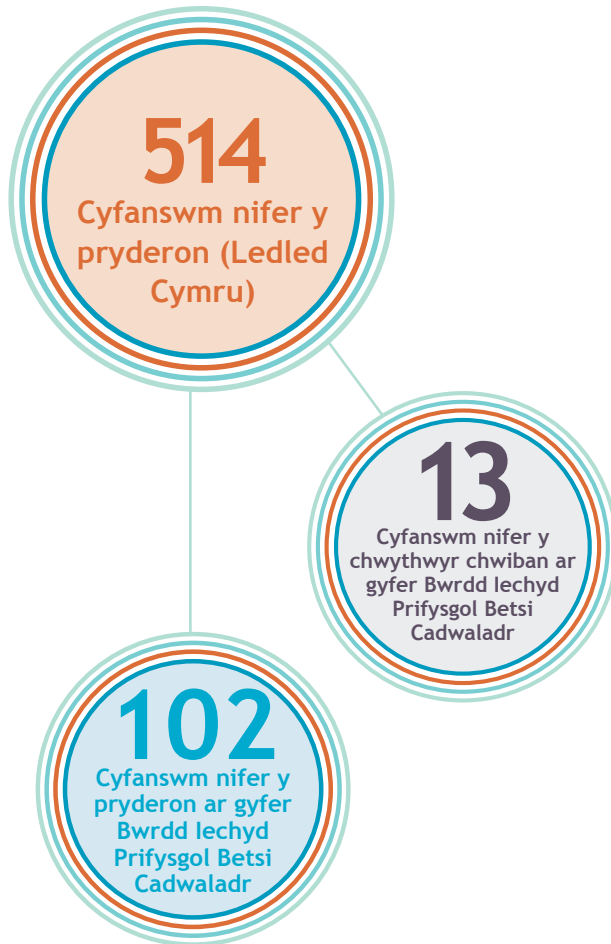 514
Cyfanswm nifer y
pryderon (Ledled
Cymru)
13
Cyfanswm nifer y
chwythwyr chwiban ar
gyfer Bwrdd Iechyd
Prifysgol Betsi
Cadwaladr
102
Cyfanswm nifer y
pryderon ar gyfer
Bwrdd Iechyd
Prifysgol Betsi
Cadwaladr